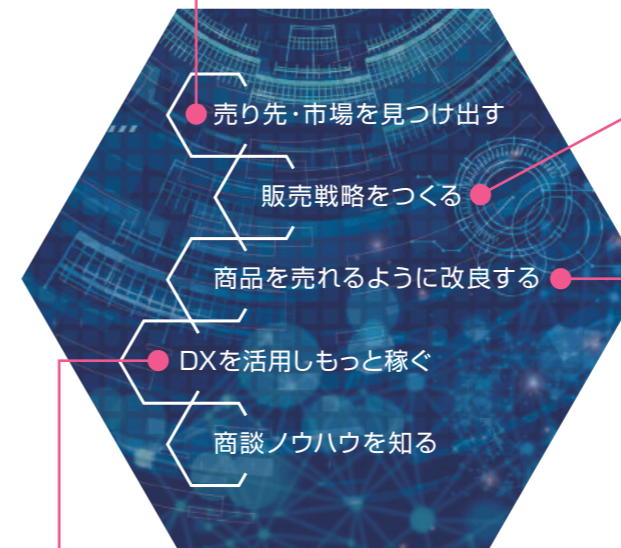 売り先・市場を見つけ出す
販売戦略をつくる
商品を売れるように改良する
DXを活用しもっと稼ぐ
商談ノウハウを知る